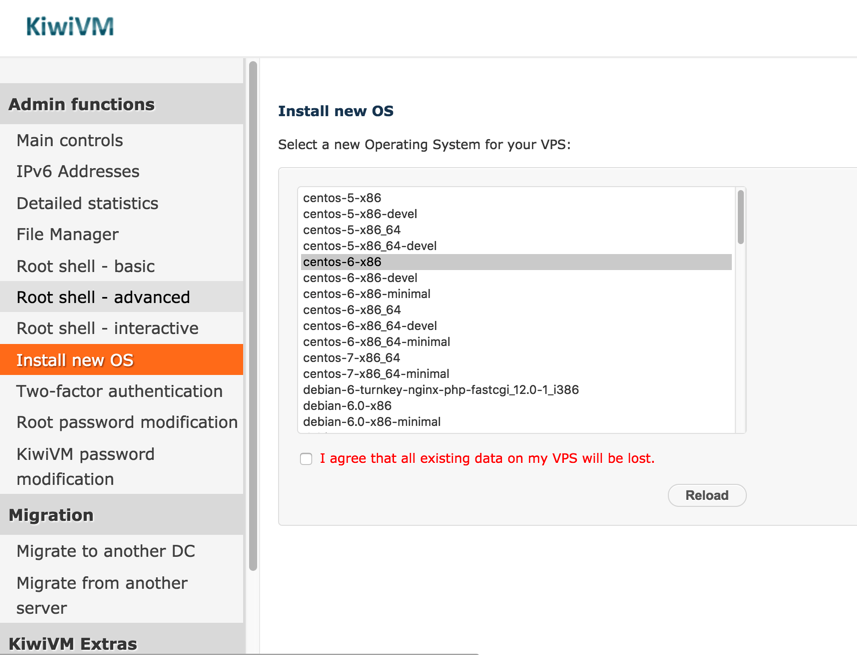 KiwiVM
Admin functions
Main controls
IPv6 Addresses
Detailed statistics
File Manager
Root shell - basic
Root shell - advanced
Root shell - interactive
Install new OS
Two-factor authentication
Root password modification
KiwiVM password
modification
Migration
Migrate to another DC
Migrate from another
server
KiwiVM Extras
Install new OS
Select a new Operating System for your VPS:
centos-5-x86
centos-5-x86-devel
centos-5-x86_64
centos-5-x86_64-devel
centos-6-x86
centos-6-x86-devel
centos-6-x86-minimal
centos-6-x86_64
centos-6-x86_64-devel
centos-6-x86_64-minimal
centos-7-x86_64
centos-7-x86_64-minimal
debian-6-turnkey-nginx-php-fastcgi_12.0-1_i386
debian-6.0-x86
debian-6.0-x86-minimal
I agree that all existing data on my VPS will be lost.
Reload